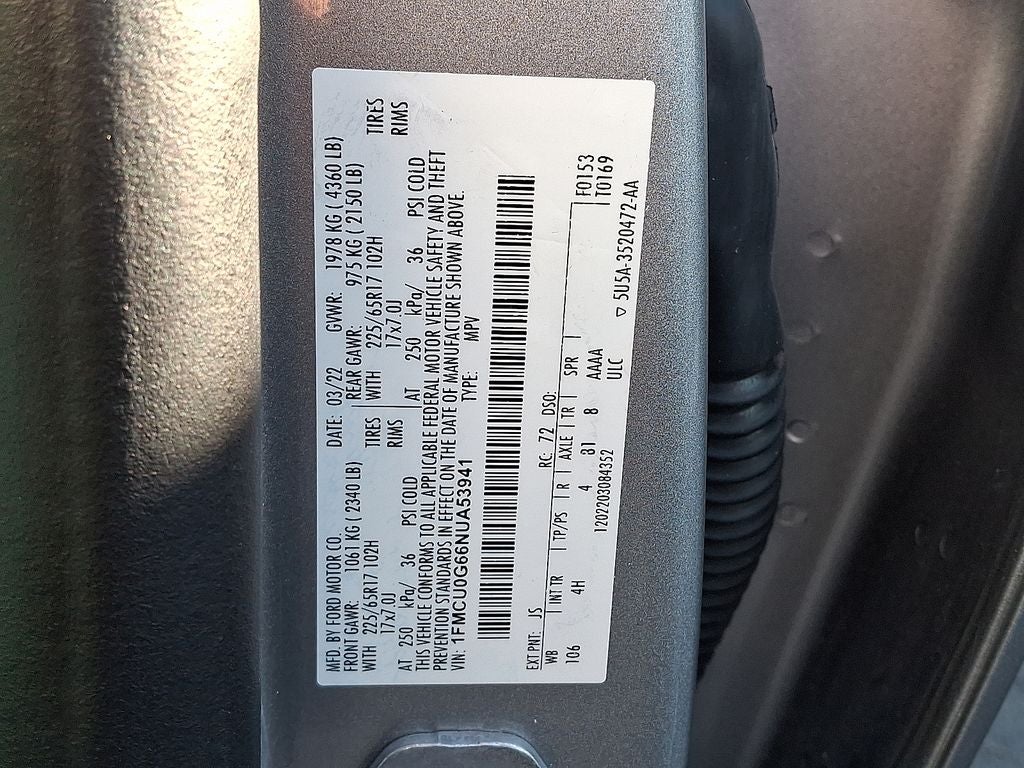 MFD. BY FORD MOTOR CO. DATE: 03/22 GVWR: 1978 KG ( 4360 LB)
FRONT GAWR: 1061 KG ( 2340 LB) REAR GAWR: 975 KG ( 2150 LB)
WITH 225/65R17 102H TIRES WITH 225/65R17 102H TIRES
17x7.0J RIMS 17x7.0J RIMS
AT 250 kPa/ 36 PSI COLD AT 250 kPa/ 36 PSI COLD
THIS VEHICLE CONFORMS TO ALL APPLICABLE FEDERAL MOTOR VEHICLE SAFETY AND THEFT
PREVENTION STANDARDS IN EFFECT ON THE DATE OF MANUFACTURE SHOWN ABOVE.
VIN: 1FMCU0G66NUA53941 TYPE: MPV
EXT PNT: JS RC: 72 DSO: F0153
WB INT TR TP/PS R AXLE TR SPR T0169
106 4H 4 81 8 AAAA
1202203084352 ULC
▽ 5U5A-3520472-AA